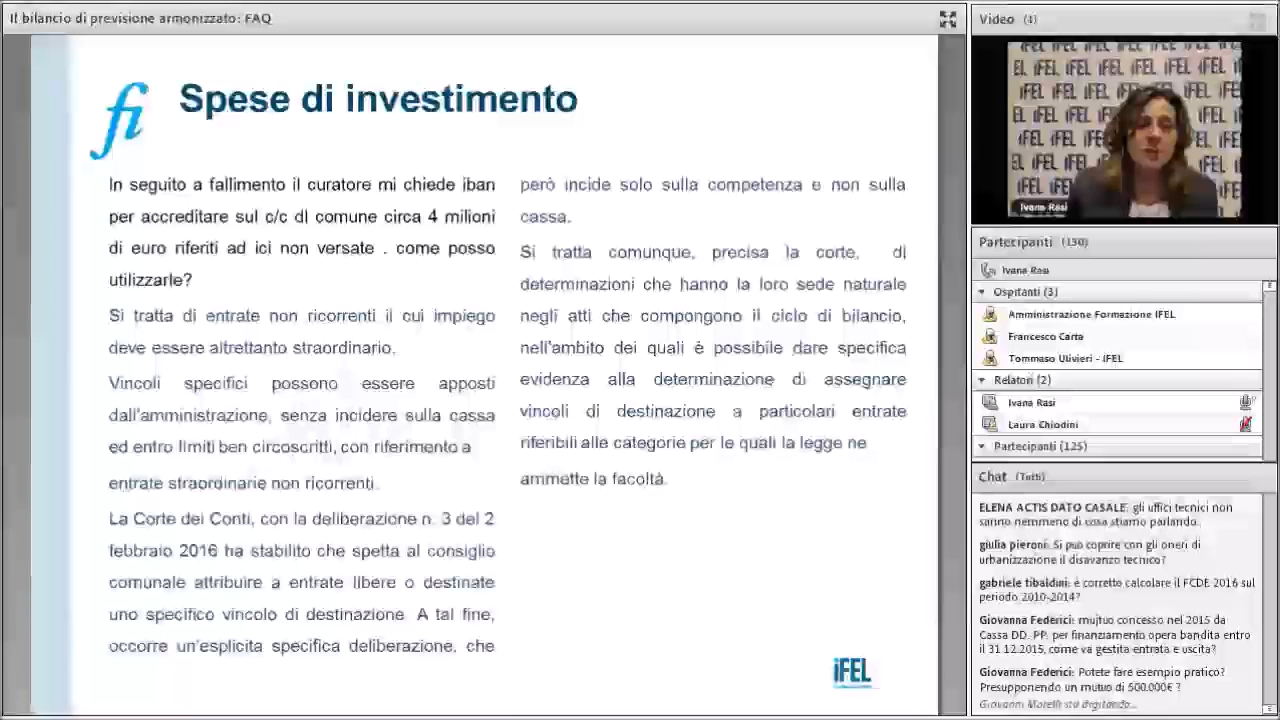 Il bilancio di previsione armonizzato: FAQ
fi
Spese di investimento
In seguito a fallimento il curatore mi chiede iban
per accreditare sul c/c di comune circa 4 milioni
di euro riferiti ad ici non versate . come posso
utilizzarle?
Si tratta di entrate non ricorrenti il cui impiego
deve essere altrettanto straordinario.
Vincoli specifici possono essere apposti
dall'amministrazione, senza incidere sulla cassa
ed entro limiti ben circoscritti, con riferimento a
entrate straordinarie non ricorrenti.
La Corte dei Conti, con la deliberazione n. 3 del 2
febbraio 2016 ha stabilito che spetta al consiglio
comunale attribuire a entrate libere o destinate
uno specifico vincolo di destinazione. A tal fine,
occorre un'esplicita specifica deliberazione, che
però incide solo sulla competenza e non sulla
cassa.
Si tratta comunque, precisa la corte, di
determinazioni che hanno la loro sede naturale
negli atti che compongono il ciclo di bilancio,
nell'ambito dei quali è possibile dare specifica
evidenza alla determinazione di assegnare
vincoli di destinazione a particolari entrate
riferibili alle categorie per le quali la legge ne
ammette la facoltà.
iFEL
Video (1)
Ivana Rasi
Partecipanti (130)
Ivana Rasi
Ospitanti (3)
Amministrazione Formazione IFEL
Francesco Carta
Tommaso Ulivieri - IFEL
Relatori (2)
Ivana Rasi
Laura Chiodini
Partecipanti (125)
Chat (Tutti)
ELENA ACTIS DATO CASALE: gli uffici tecnici non
sanno nemmeno di cosa stiamo parlando.
giulia pieroni: Si può coprire con gli oneri di
urbanizzazione il disavanzo tecnico?
gabriele tibaldini: è corretto calcolare il FCDE 2016 sul
periodo 2010-2014?
Giovanna Federici: mujtuo concesso nel 2015 da
Cassa DD. PP. per finanziamento opera bandita entro
il 31.12.2015, come va gestita entrata e uscita?
Giovanna Federici: Potete fare esempio pratico?
Presupponendo un mutuo di 500.000€ ?
Giovanni Morelli sta digitando...